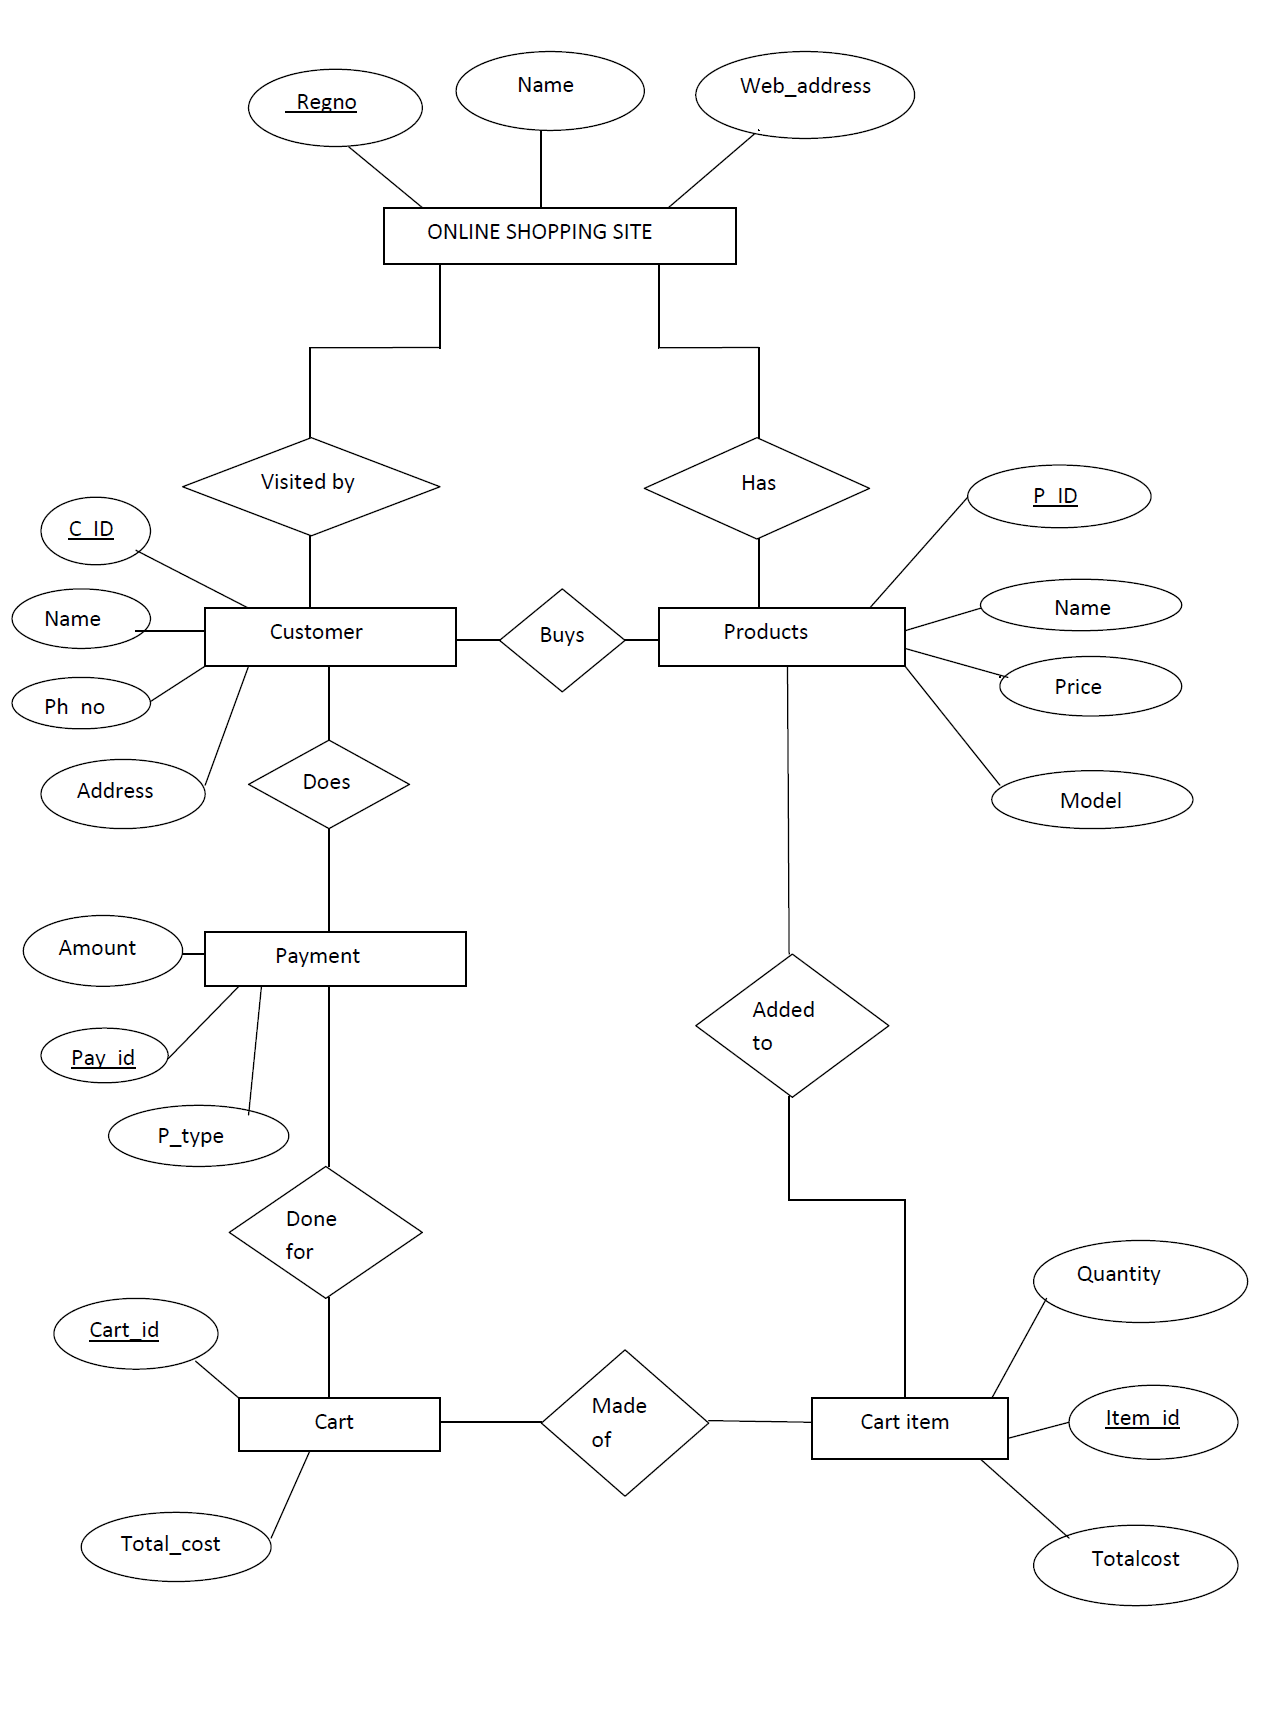 Regno
Name
Web_address
ONLINE SHOPPING SITE
Visited by
Has
C_ID
P_ID
Name
Customer
Buys
Products
Name
Ph_no
Price
Address
Does
Model
Amount
Payment
Added
to
Pay_id
P_type
Done
for
Quantity
Cart_id
Cart
Made
of
Cart item
Item_id
Total_cost
Totalcost